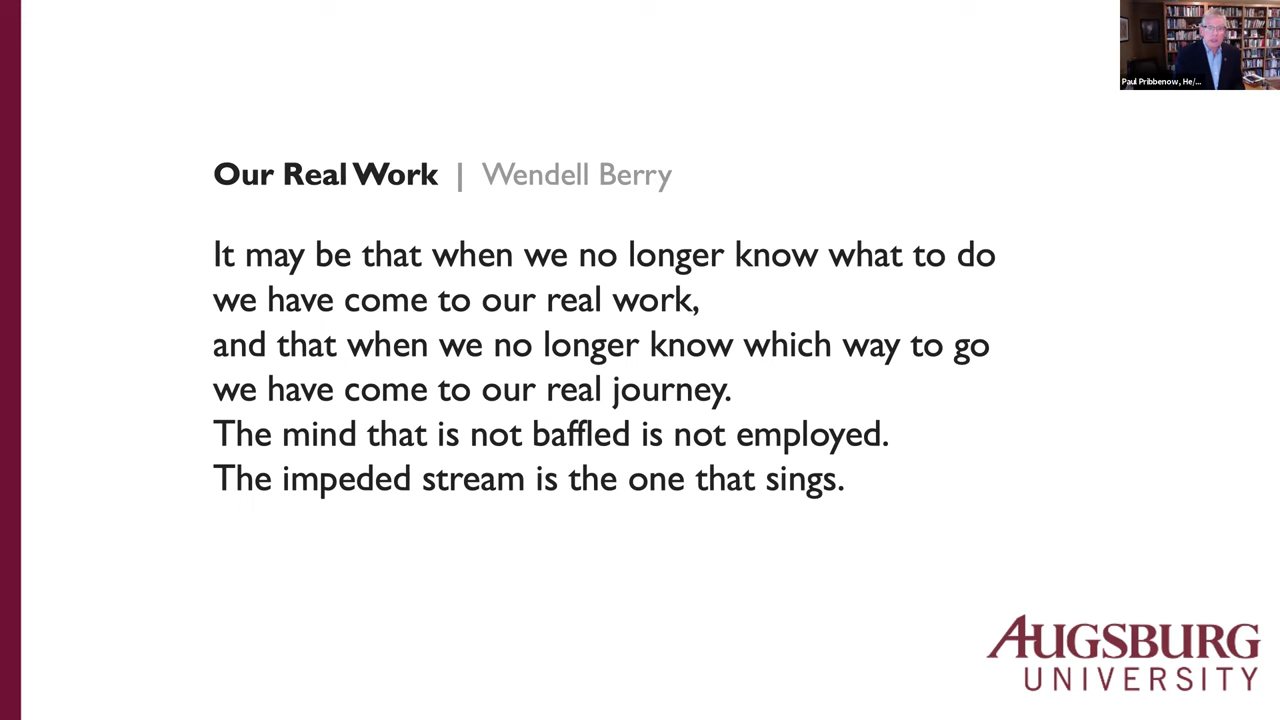 Paul Pribbenow, He/...
Our Real Work | Wendell Berry
It may be that when we no longer know what to do
we have come to our real work,
and that when we no longer know which way to go
we have come to our real journey.
The mind that is not baffled is not employed.
The impeded stream is the one that sings.
AUGSBURG
UNIVERSITY